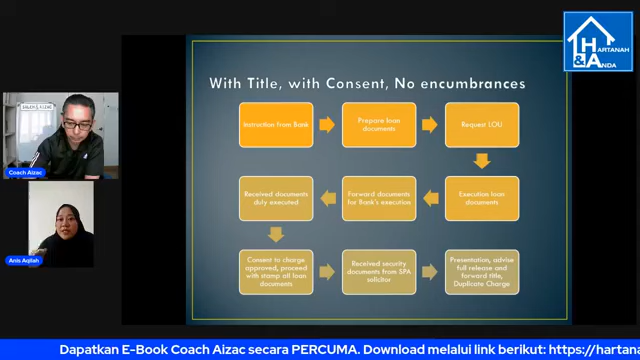 HARTANAH
& ANDA
With Title, with Consent, No encumbrances
Instruction from Bank
Prepare loan
documents
Request LOU
Execution loan
documents
Forward documents
for Bank's execution
Received documents
duly executed
Consent to charge
approved, proceed
with stamp all loan
documents
Received security
documents from SPA
solicitor
Presentation, advise
full release and
forward title,
Duplicate Charge
Coach Aizac
Anis Aqilah
Dapatkan E-Book Coach Aizac secara PERCUMA. Download melalui link berikut: https://hartana